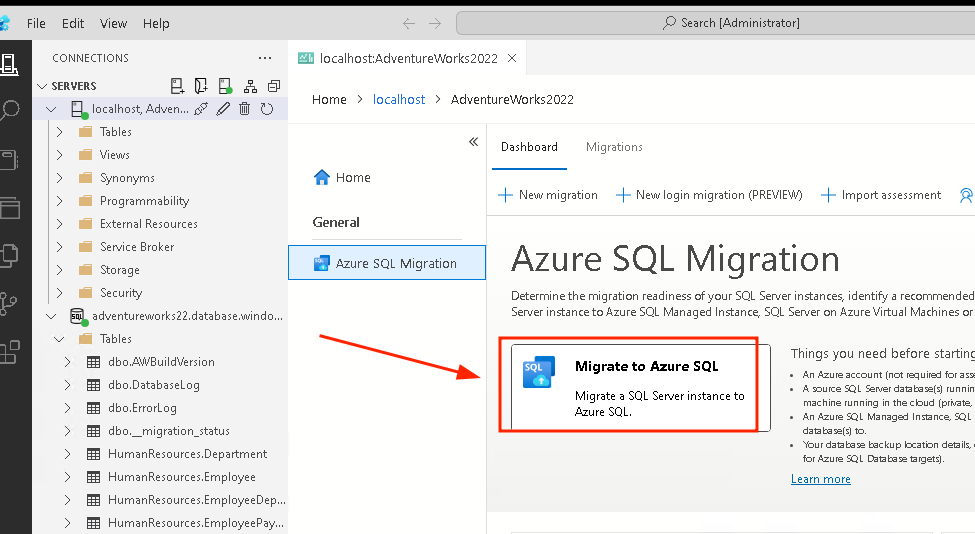 File Edit View Help
Search [Administrator]
CONNECTIONS
SERVERS
localhost, Adven...
Tables
Views
Synonyms
Programmability
External Resources
Service Broker
Storage
Security
adventureworks22.database.windo...
Tables
dbo.AWBuildVersion
dbo.DatabaseLog
dbo.ErrorLog
dbo.__migration_status
HumanResources.Department
HumanResources.Employee
HumanResources.EmployeeDep...
HumanResources.EmployeePay...
localhost:AdventureWorks2022
Home > localhost > AdventureWorks2022
Home
General
Azure SQL Migration
Dashboard Migrations
New migration New login migration (PREVIEW) Import assessment
Azure SQL Migration
Determine the migration readiness of your SQL Server instances, identify a recommended
Server instance to Azure SQL Managed Instance, SQL Server on Azure Virtual Machines or
SQL
Migrate to Azure SQL
Migrate a SQL Server instance to
Azure SQL.
Things you need before starting
An Azure account (not required for asse
A source SQL Server database(s) running
machine running in the cloud (private,
An Azure SQL Managed Instance, SQL
database(s) to.
Your database backup location details,
for Azure SQL Database targets).
Learn more